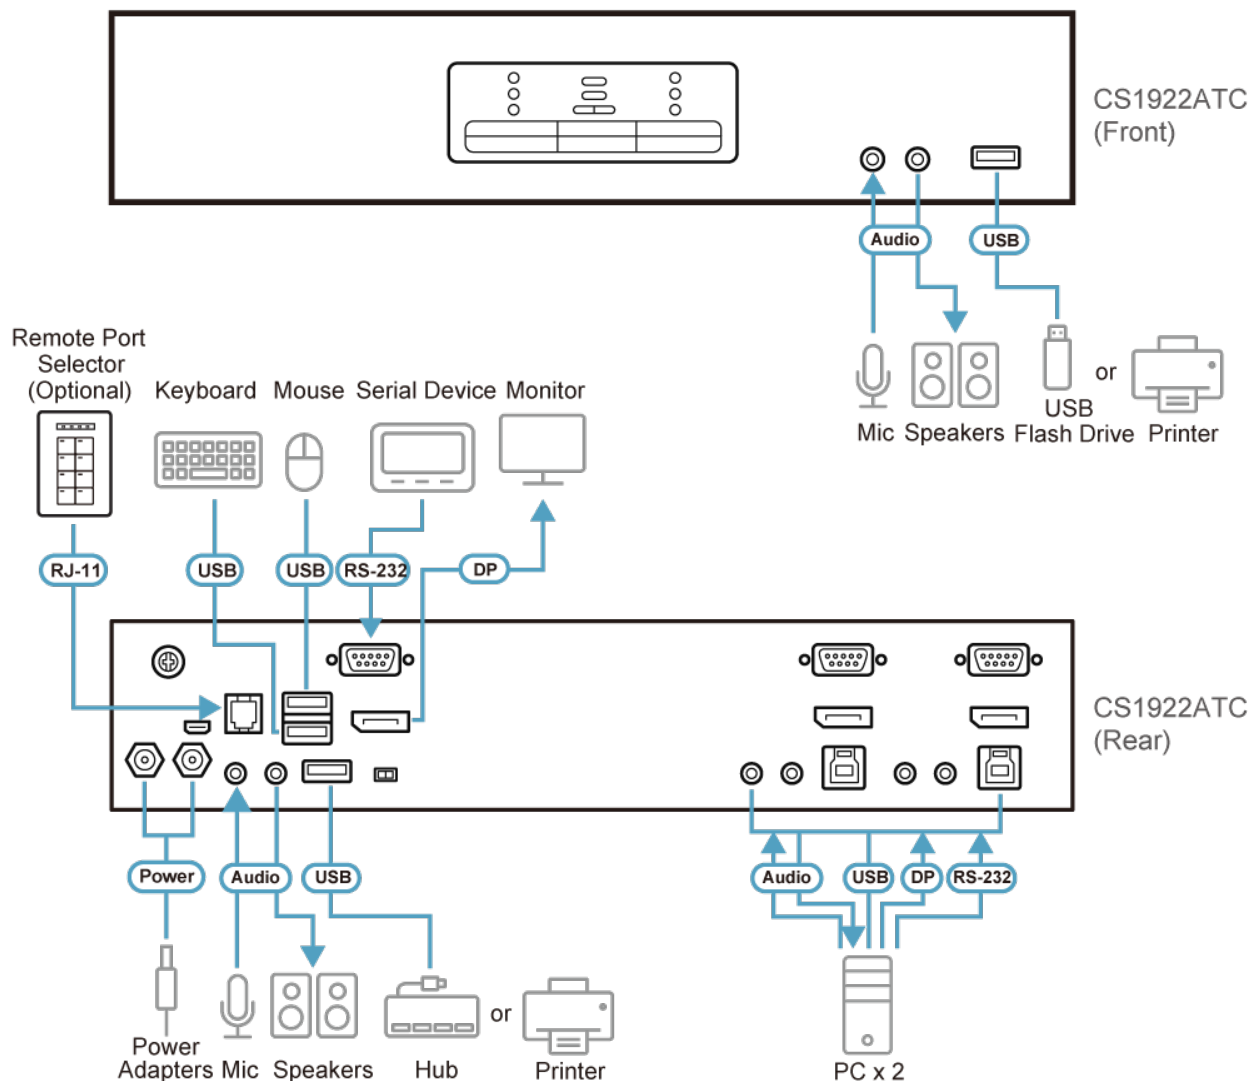 CS1922ATC
(Front)
Audio
USB
Mic
Speakers
USB
Flash Drive
or
Printer
Remote Port
Selector
(Optional)
Keyboard
Mouse
Serial Device
Monitor
RJ-11
USB
USB
RS-232
DP
CS1922ATC
(Rear)
Power
Audio
USB
Audio
USB
DP
RS-232
Power
Adapters
Mic
Speakers
Hub
or
Printer
PC x 2